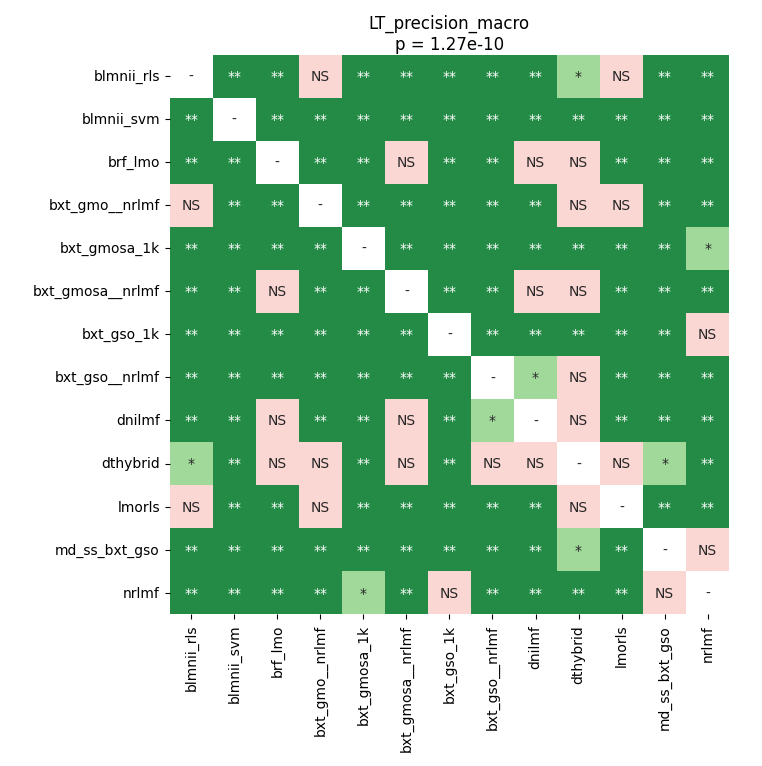 LT_precision_macro
p = 1.27e-10
blmnii_rls - ** ** NS ** ** ** ** ** * NS ** **
blmnii_svm ** - ** ** ** ** ** ** ** ** ** ** **
brf_lmo ** ** - ** ** NS ** ** NS NS ** ** **
bxt_gmo__nrlmf NS ** ** - ** ** ** ** ** NS NS ** **
bxt_gmosa_1k ** ** ** ** - ** ** ** ** ** ** ** *
bxt_gmosa__nrlmf ** ** NS ** ** - ** ** NS NS ** ** **
bxt_gso_1k ** ** ** ** ** ** - ** ** ** ** ** NS
bxt_gso__nrlmf ** ** ** ** ** ** ** - * NS ** ** **
dnilmf ** ** NS ** ** NS ** * - NS ** ** **
dthybrid * ** NS NS ** NS ** NS NS - NS * **
lmorls NS ** ** NS ** ** ** ** ** NS - ** **
md_ss_bxt_gso ** ** ** ** ** ** ** ** ** * ** - NS
nrlmf ** ** ** ** * ** NS ** ** ** ** NS -
blmnii_rls
blmnii_svm
brf_lmo
bxt_gmo__nrlmf
bxt_gmosa_1k
bxt_gmosa__nrlmf
bxt_gso_1k
bxt_gso__nrlmf
dnilmf
dthybrid
lmorls
md_ss_bxt_gso
nrlmf